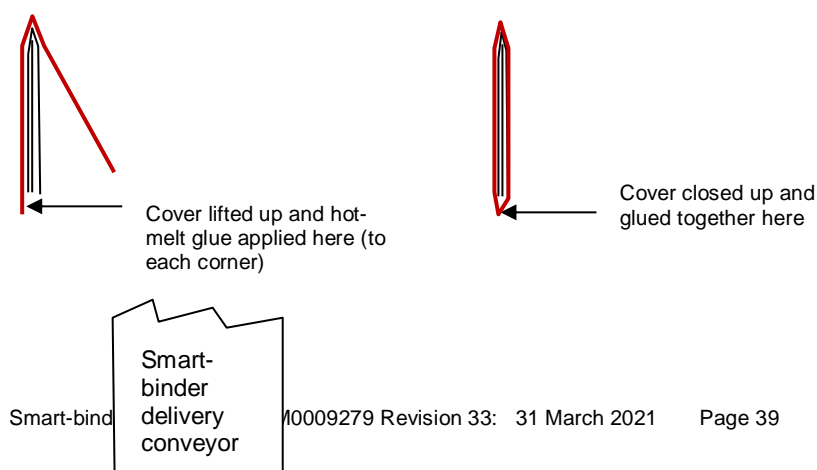 Cover lifted up and hot-
melt glue applied here (to
each corner)
Cover closed up and
glued together here
Smart-
binder
delivery
conveyor
Smart-bind 0009279 Revision 33: 31 March 2021 Page 39